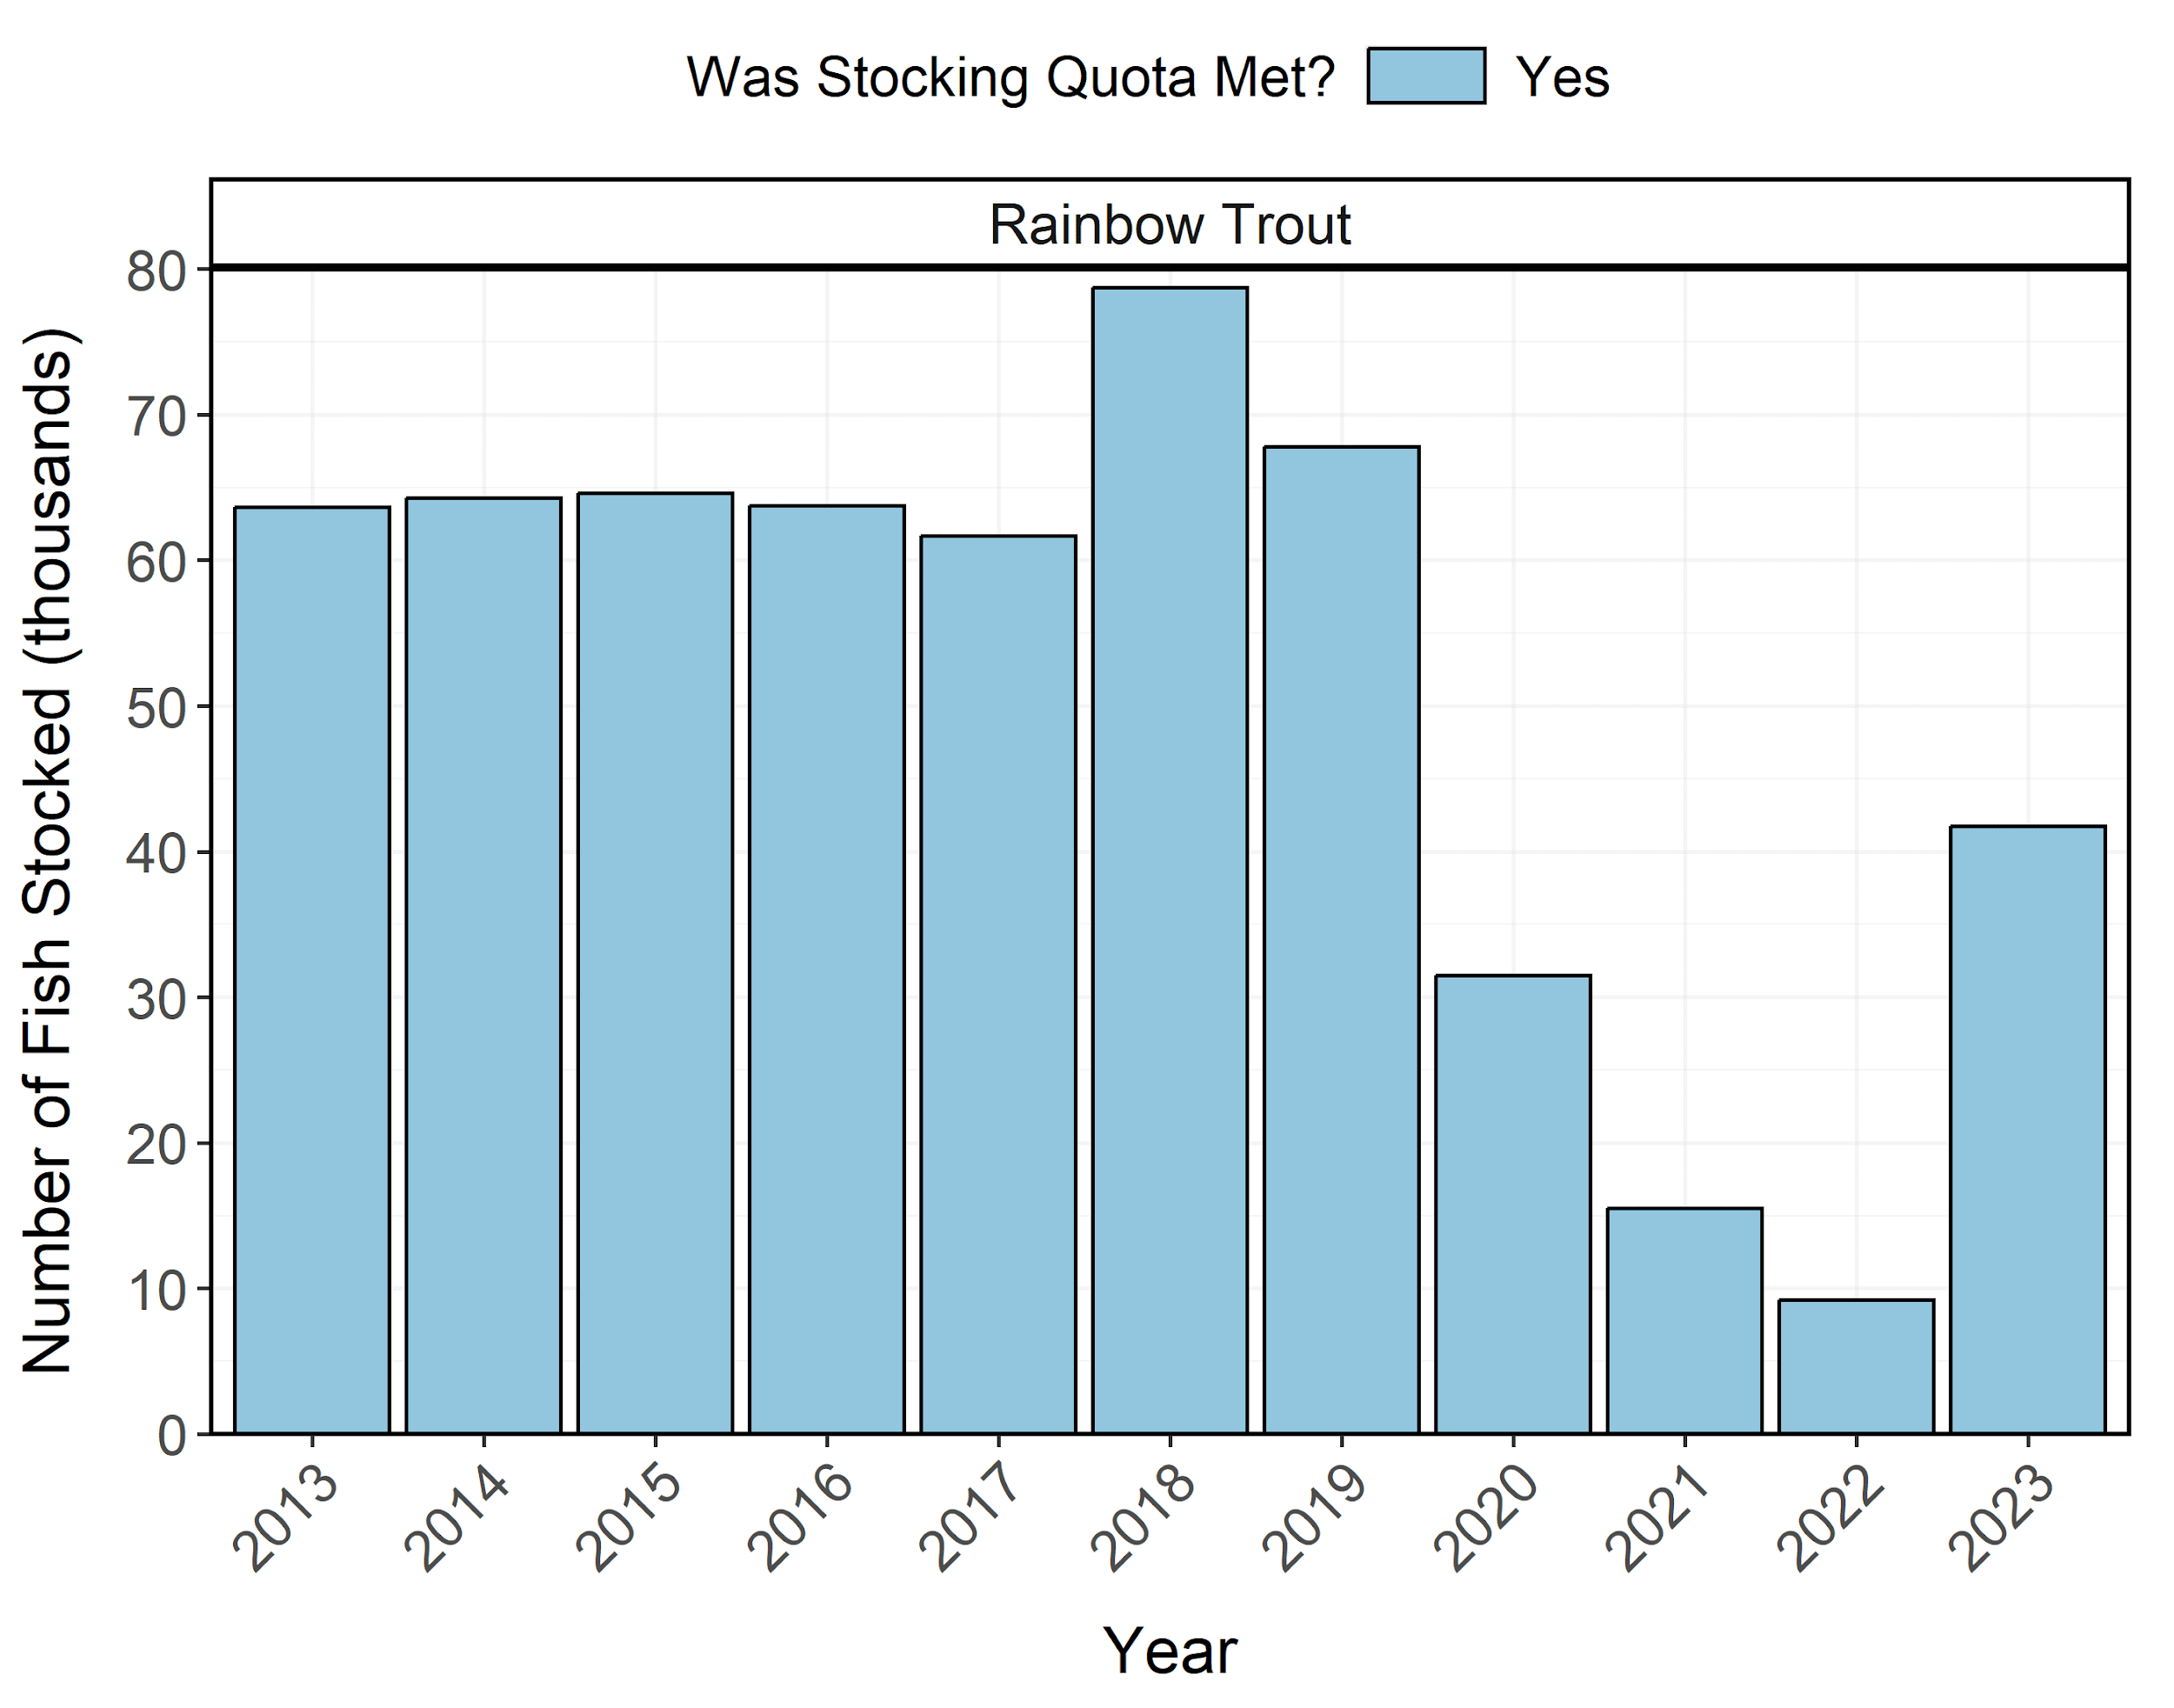 Was Stocking Quota Met? Yes
Rainbow Trout
Number of Fish Stocked (thousands)
80
70
60
50
40
30
20
10
0
2013 2014 2015 2016 2017 2018 2019 2020 2021 2022 2023
Year